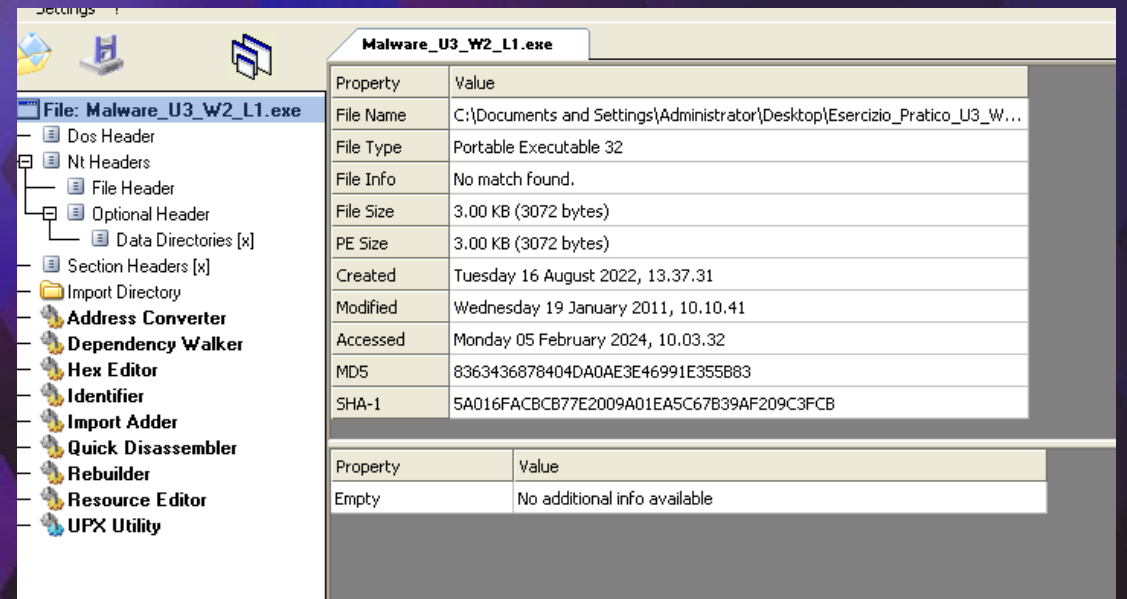 Settings ?
Malware_U3_W2_L1.exe
File: Malware_U3_W2_L1.exe
Dos Header
Nt Headers
File Header
Optional Header
Data Directories [x]
Section Headers [x]
Import Directory
Address Converter
Dependency Walker
Hex Editor
Identifier
Import Adder
Quick Disassembler
Rebuilder
Resource Editor
UPX Utility
Property Value
File Name C:\Documents and Settings\Administrator\Desktop\Esercizio_Pratico_U3_W...
File Type Portable Executable 32
File Info No match found.
File Size 3.00 KB (3072 bytes)
PE Size 3.00 KB (3072 bytes)
Created Tuesday 16 August 2022, 13.37.31
Modified Wednesday 19 January 2011, 10.10.41
Accessed Monday 05 February 2024, 10.03.32
MD5 8363436878404DA0AE3E46991E355B83
SHA-1 5A016FACBCB77E2009A01EA5C67B39AF209C3FCB
Property Value
Empty No additional info available